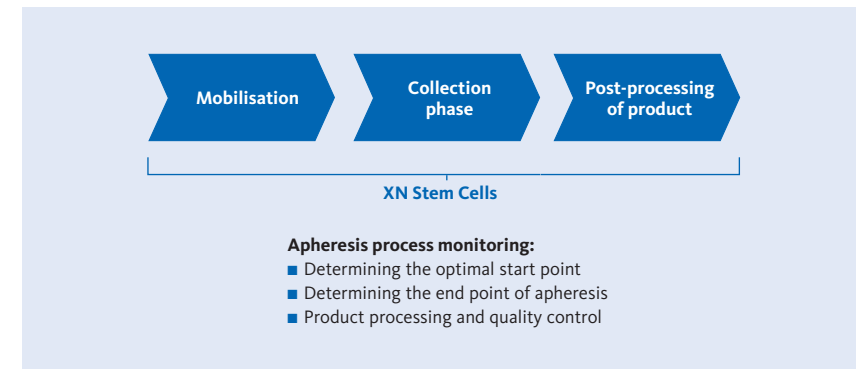 Mobilisation
Collection
phase
Post-processing
of product
XN Stem Cells
Apheresis process monitoring:
■ Determining the optimal start point
■ Determining the end point of apheresis
■ Product processing and quality control